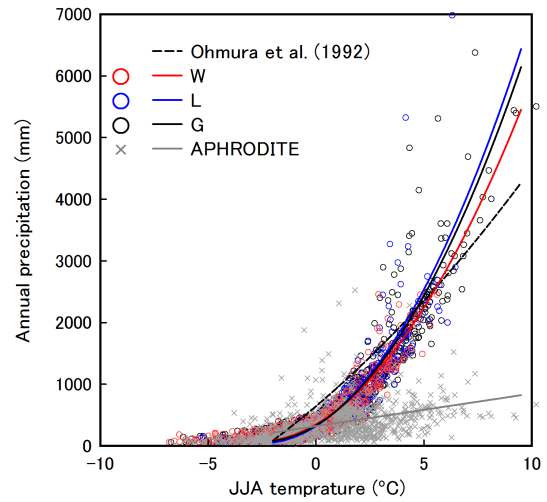 7000
6000
5000
4000
3000
2000
1000
0
Annual precipitation (mm)
Ohmura et al. (1992)
W
L
G
APHRODITE
-10 -5 0 5 10
JJA temprature (°C)